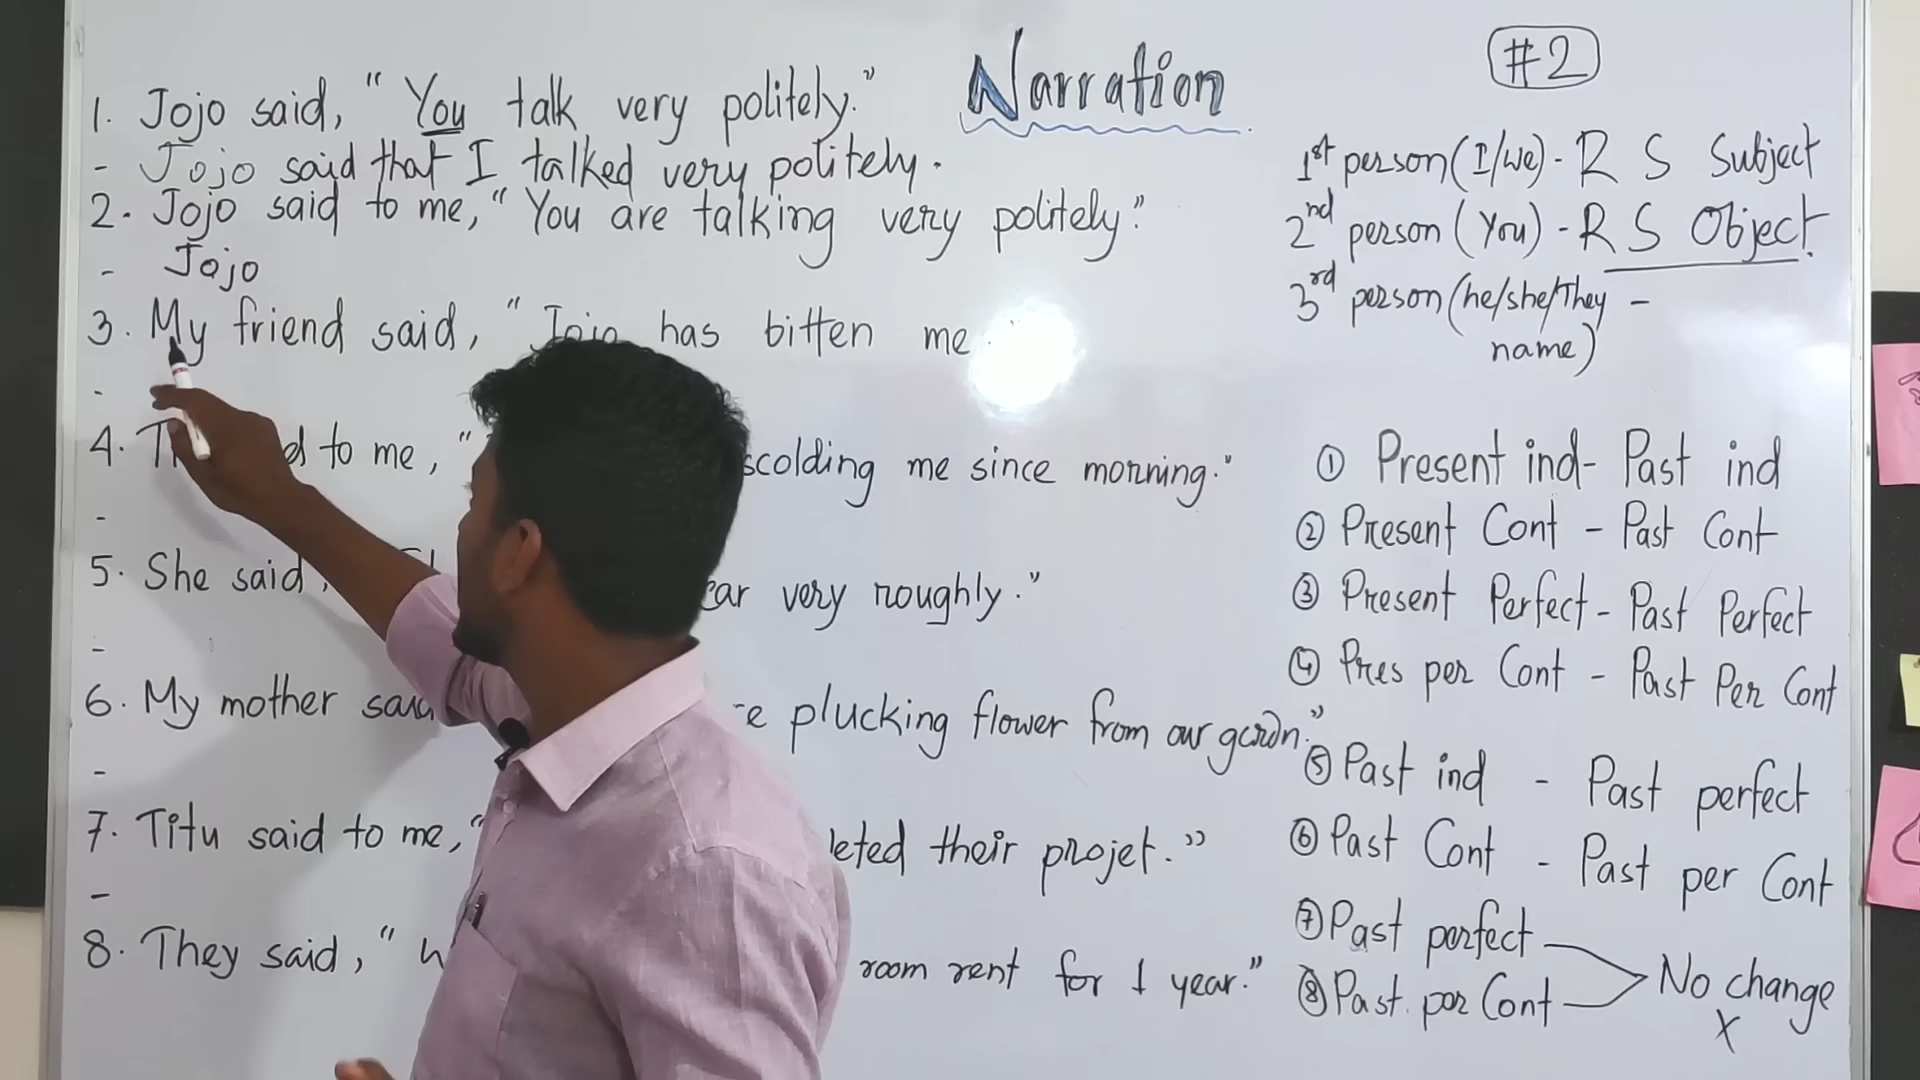 Narration
#2
1. Jojo said, " You talk very politely."
- Jojo said that I talked very politely.
2. Jojo said to me, "You are talking very politely."
- Jojo
3. My friend said, " Jojo has bitten me."
-
4. to me, " scolding me since morning."
-
5. She said, very roughly."
-
6. My mother said plucking flower from our gardn."
-
7. Titu said to me, " their projet."
-
8. They said, " room rent for 1 year."
1st person (I/we) - R S Subject
2nd person (You) - R S Object.
3rd person (he/she/They -
name)
① Present ind - Past ind
② Present Cont - Past Cont
③ Present Perfect - Past Perfect
④ Pres per Cont - Past Per Cont
⑤ Past ind - Past perfect
⑥ Past Cont - Past per Cont
⑦ Past perfect
⑧ Past. per Cont
No change
X